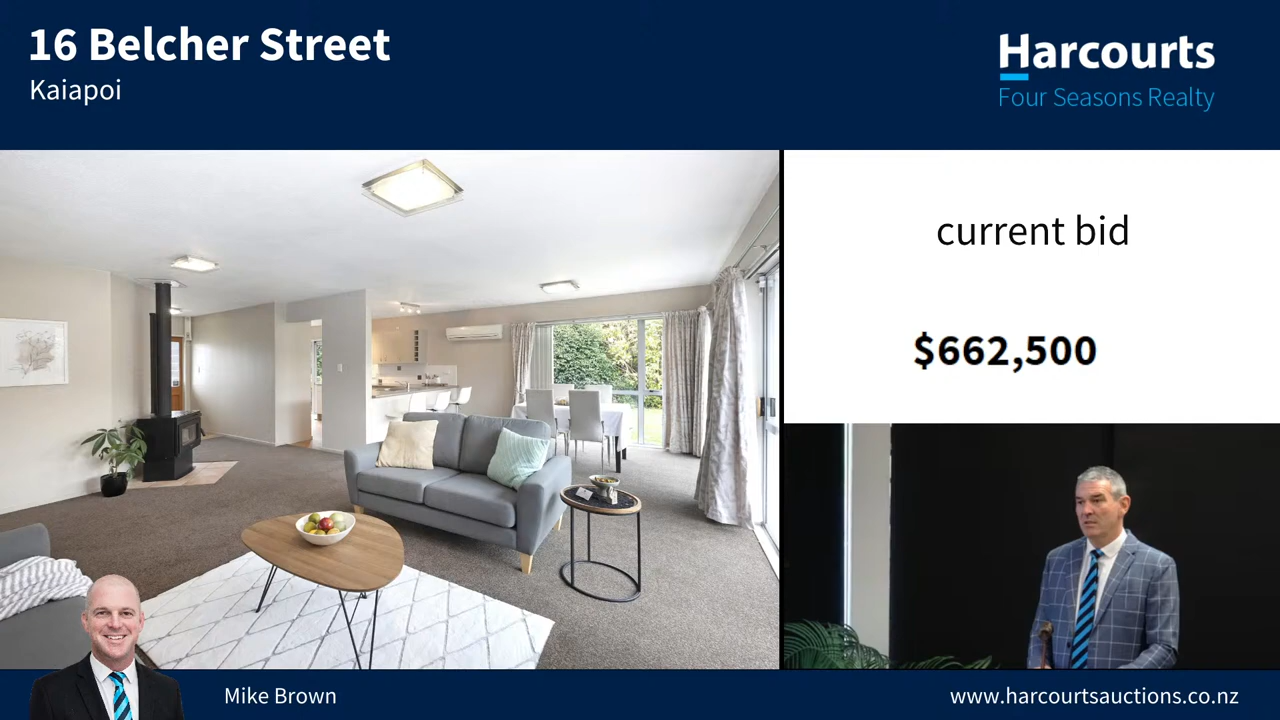 16 Belcher Street
Kaiapoi
Harcourts
Four Seasons Realty
current bid
$662,500
Mike Brown
www.harcourtsauctions.co.nz